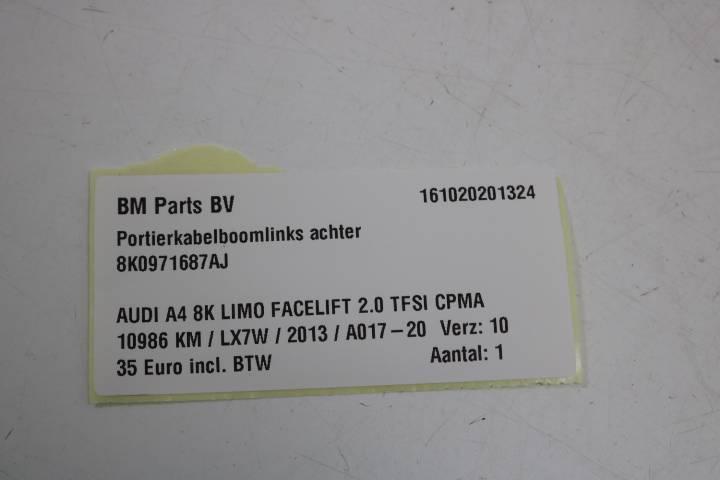 BM Parts BV 161020201324
Portierkabelboomlinks achter
8K0971687AJ
AUDI A4 8K LIMO FACELIFT 2.0 TFSI CPMA
10986 KM / LX7W / 2013 / A017-20 Verz: 10
35 Euro incl. BTW Aantal: 1